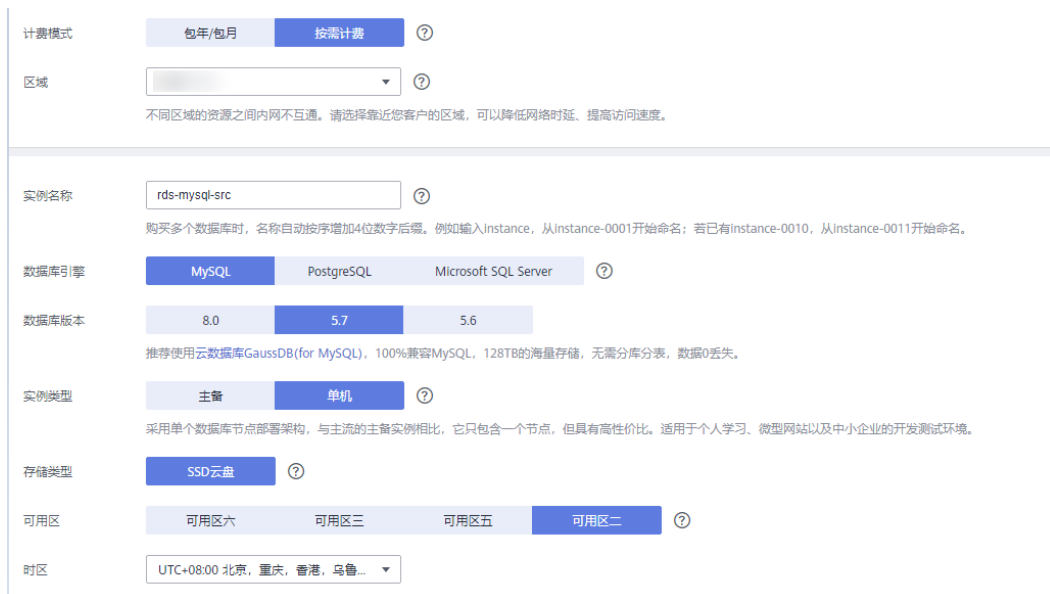 计费模式 包年/包月 按需计费 ?
区域 ?
不同区域的资源之间内网不互通。请选择靠近您客户的区域，可以降低网络时延、提高访问速度。
实例名称 rds-mysql-src ?
购买多个数据库时，名称自动按序增加4位数字后缀。例如输入instance，从instance-0001开始命名；若已有instance-0010，从instance-0011开始命名。
数据库引擎 MySQL PostgreSQL Microsoft SQL Server ?
数据库版本 8.0 5.7 5.6
推荐使用云数据库GaussDB(for MySQL)，100%兼容MySQL，128TB的海量存储，无需分库分表，数据0丢失。
实例类型 主备 单机 ?
采用单个数据库节点部署架构，与主流的主备实例相比，它只包含一个节点，但具有高性价比。适用于个人学习、微型网站以及中小企业的开发测试环境。
存储类型 SSD云盘 ?
可用区 可用区六 可用区三 可用区五 可用区二 ?
时区 UTC+08:00 北京，重庆，香港，乌鲁...